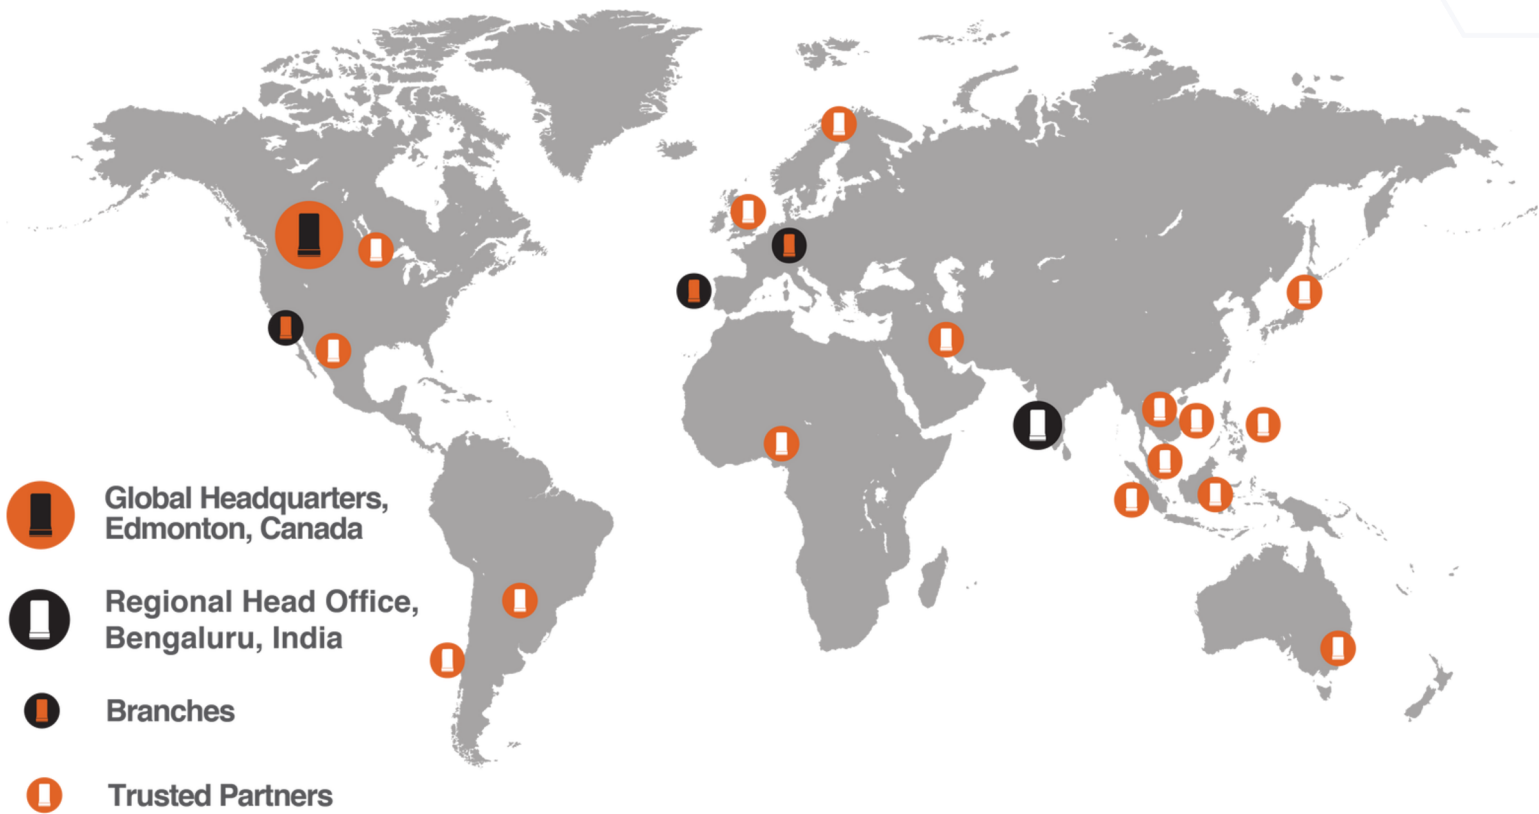 Global Headquarters,
Edmonton, Canada
Regional Head Office,
Bengaluru, India
Branches
Trusted Partners